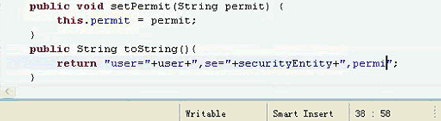 public void setPermit(String permit) {
this.permit = permit;
}
public String toString(){
return "user="+user+",se="+securityEntity+",permi";
}
Writable Smart Insert 38 : 58